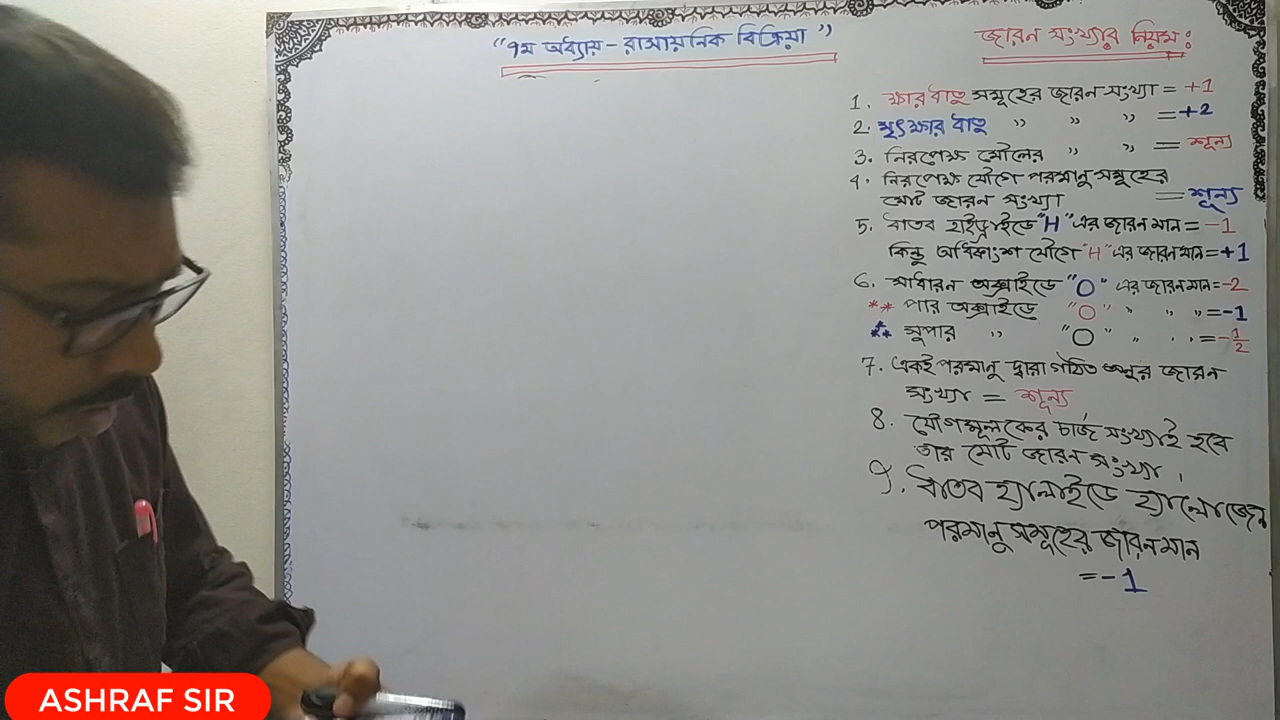 "৭ম অধ্যায় - রাসায়নিক বিক্রিয়া"
জারন সংখ্যার নিয়ম:
1. ক্ষার ধাতু সমূহের জারন সংখ্যা = +1
2. মৃৎক্ষার ধাতু " " " = +2
3. নিরপেক্ষ মৌলের " " = শূন্য
4. নিরপেক্ষ যৌগে পরমানু সমূহের
মোট জারন সংখ্যা = শূন্য
5. ধাতব হাইড্রাইডে "H" এর জারন মান = -1
কিন্তু অধিকাংশ যৌগে "H" এর জারন মান = +1
6. সাধারন অক্সাইডে "O" এর জারন মান = -2
** পার অক্সাইডে "O" " " = -1
** সুপার " "O" " " = -1/2
7. একই পরমানু দ্বারা গঠিত অনুর জারন
সংখ্যা = শূন্য
8. যৌগমূলকের চার্জ সংখ্যাই হবে
তার মোট জারন সংখ্যা ।
9. ধাতব হ্যালাইডে হ্যালোজেন
পরমানু সমূহের জারন মান
= -1
ASHRAF SIR